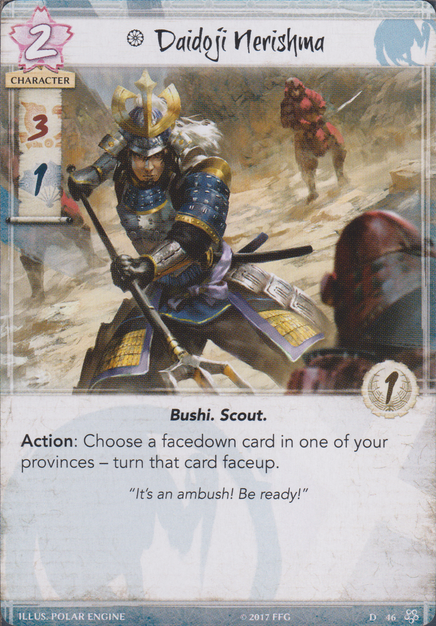 2
Daidoji Nerishma
CHARACTER
3
1
1
Bushi. Scout.
Action: Choose a facedown card in one of your
provinces – turn that card faceup.
“It’s an ambush! Be ready!”
ILLUS. POLAR ENGINE © 2017 FFG D 46